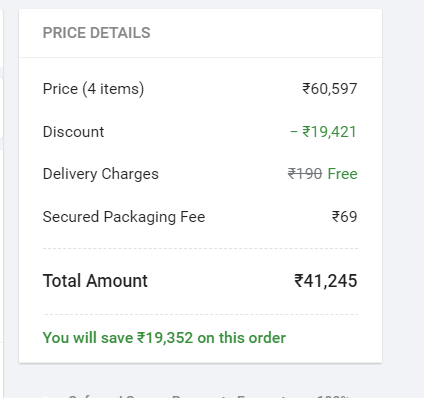 PRICE DETAILS
Price (4 items) ₹60,597
Discount − ₹19,421
Delivery Charges ₹190 Free
Secured Packaging Fee ₹69
Total Amount ₹41,245
You will save ₹19,352 on this order